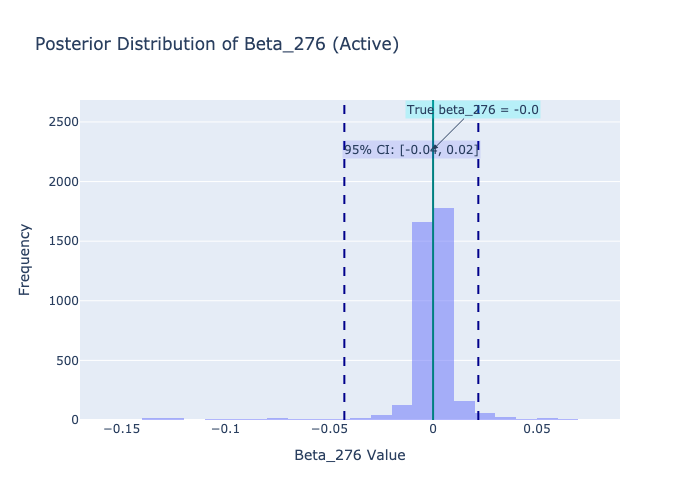 Posterior Distribution of Beta_276 (Active)
True beta_276 = -0.0
95% CI: [-0.04, 0.02]
Frequency
2500
2000
1500
1000
500
0
−0.15
−0.1
−0.05
0
0.05
Beta_276 Value